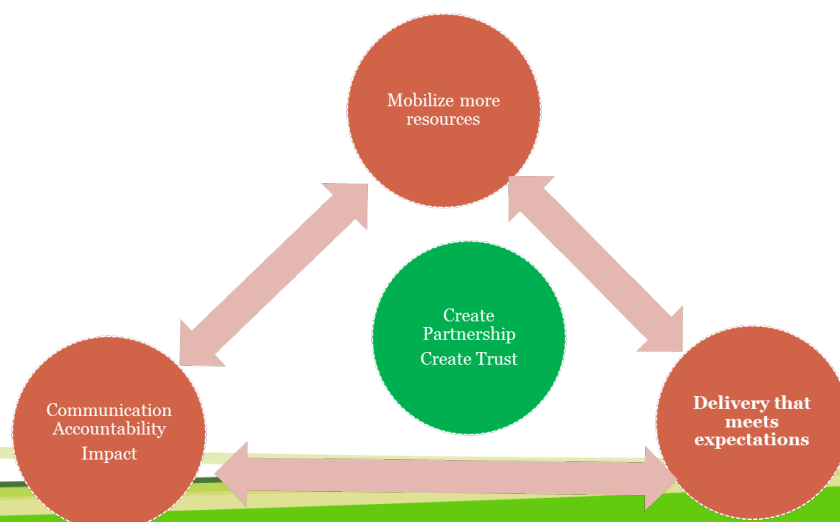 Mobilize more
resources
Create
Partnership
Create Trust
Communication
Accountability
Impact
Delivery that
meets
expectations